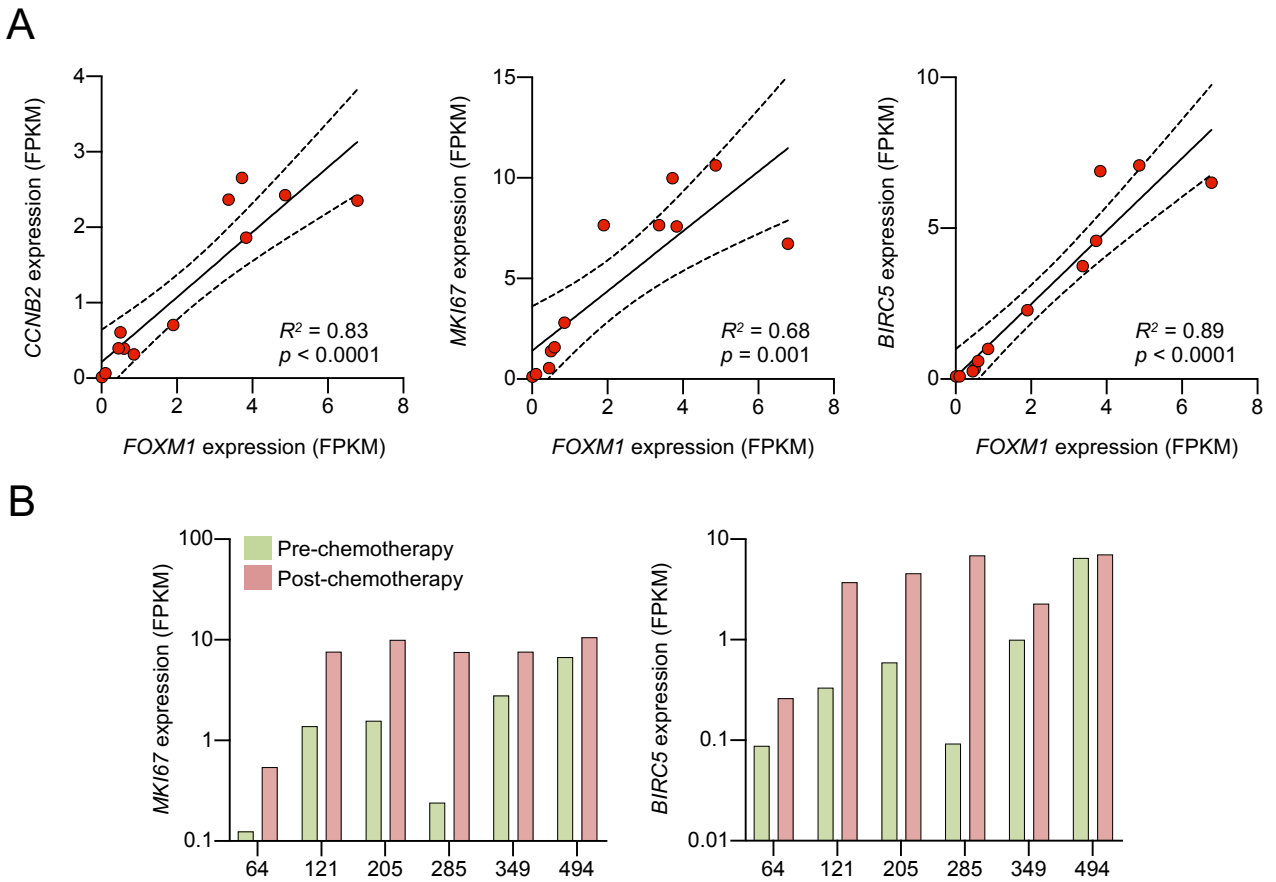 A
CCNB2 expression (FPKM)
4
3
2
1
0
0 2 4 6 8
R² = 0.83
p < 0.0001
FOXM1 expression (FPKM)
MKI67 expression (FPKM)
15
10
5
0
0 2 4 6 8
R² = 0.68
p = 0.001
FOXM1 expression (FPKM)
BIRC5 expression (FPKM)
10
5
0
0 2 4 6 8
R² = 0.89
p < 0.0001
FOXM1 expression (FPKM)
B
MKI67 expression (FPKM)
100
10
1
0.1
Pre-chemotherapy
Post-chemotherapy
64 121 205 285 349 494
BIRC5 expression (FPKM)
10
1
0.1
0.01
64 121 205 285 349 494